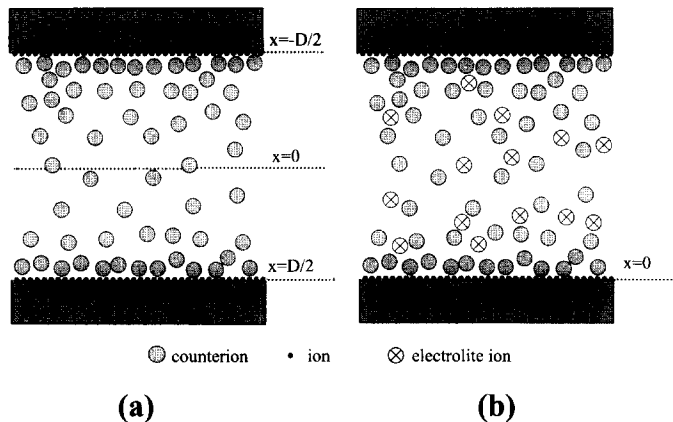 x=-D/2
x=0
x=D/2
x=0
counterion
ion
electrolite ion
(a)
(b)